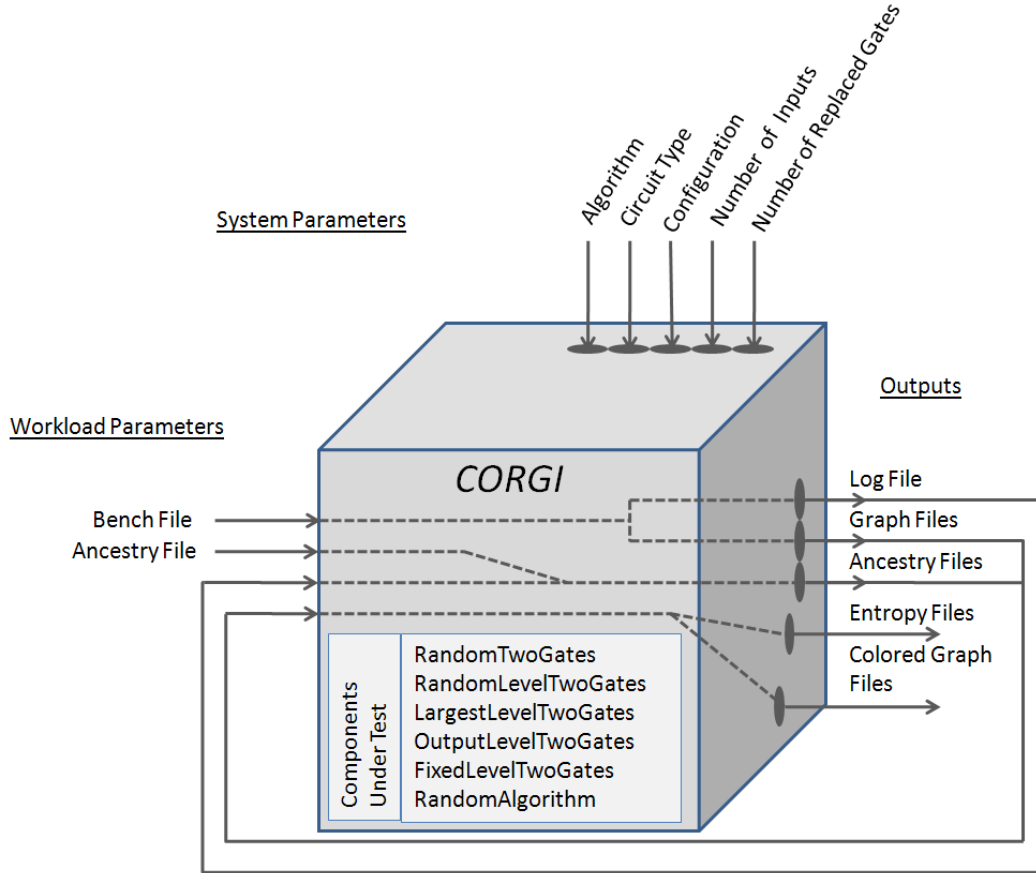 Algorithm
Circuit Type
Configuration
Number of Inputs
Number of Replaced Gates
System Parameters
Outputs
Workload Parameters
CORGI
Log File
Bench File
Graph Files
Ancestry File
Ancestry Files
Entropy Files
Colored Graph
Files
Components
Under Test
RandomTwoGates
RandomLevelTwoGates
LargestLevelTwoGates
OutputLevelTwoGates
FixedLevelTwoGates
RandomAlgorithm